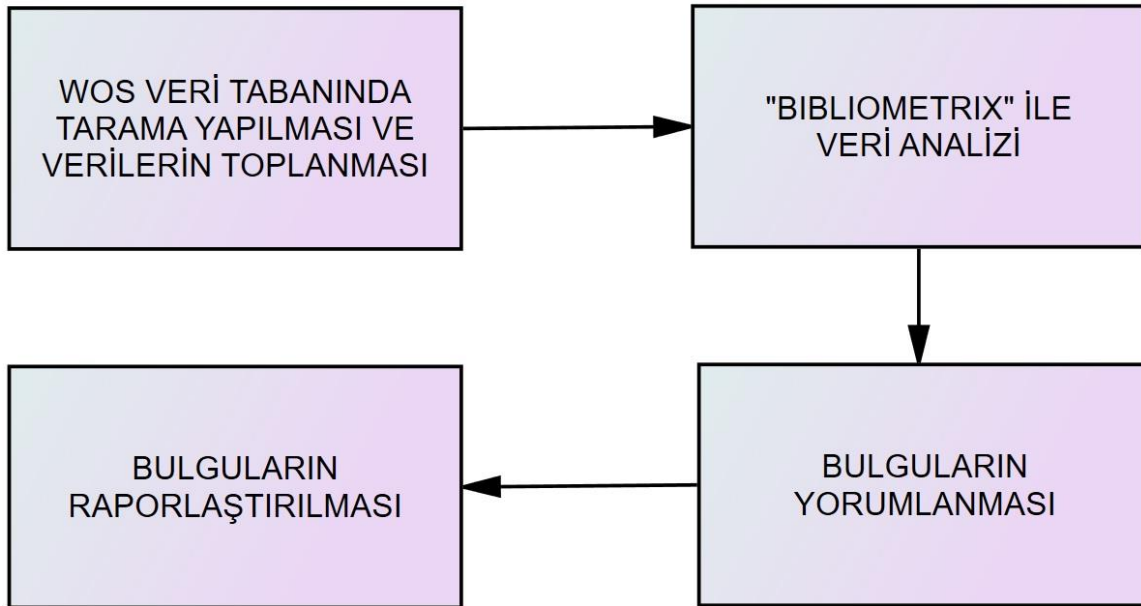 WOS VERİ TABANINDA
TARAMA YAPILMASI VE
VERİLERİN TOPLANMASI
"BIBLIOMETRIX" İLE
VERİ ANALİZİ
BULGULARIN
YORUMLANMASI
BULGULARIN
RAPORLAŞTIRILMASI